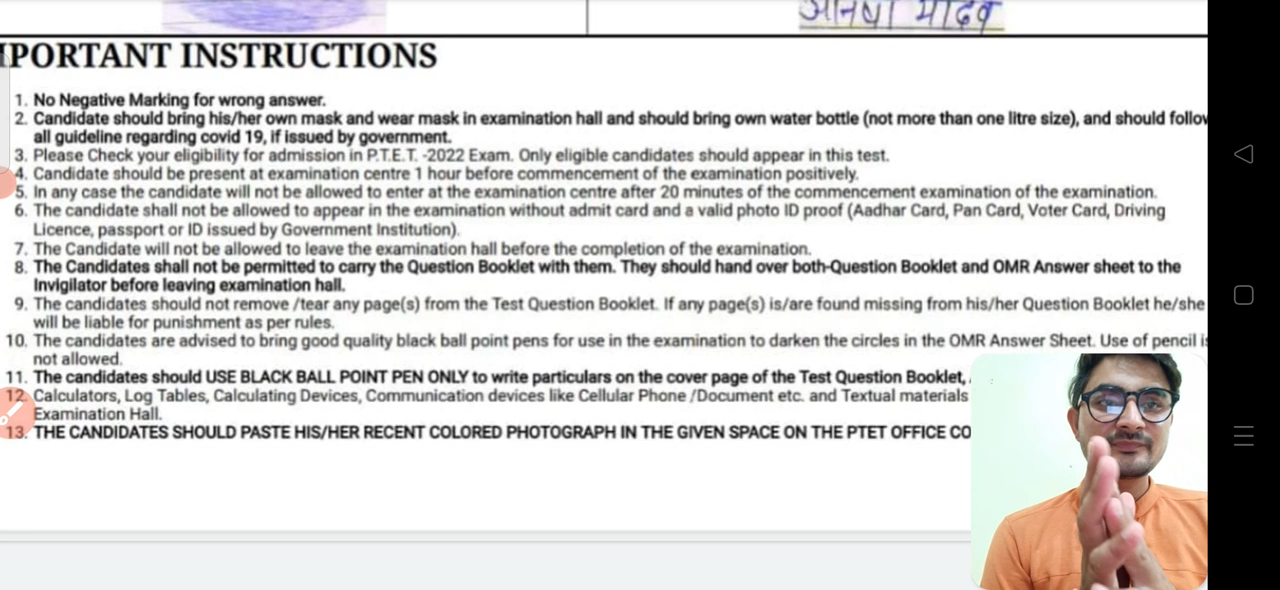 PORTANT INSTRUCTIONS
1. No Negative Marking for wrong answer.
2. Candidate should bring his/her own mask and wear mask in examination hall and should bring own water bottle (not more than one litre size), and should follow
all guideline regarding covid 19, if issued by government.
3. Please Check your eligibility for admission in P.T.E.T. -2022 Exam. Only eligible candidates should appear in this test.
4. Candidate should be present at examination centre 1 hour before commencement of the examination positively.
5. In any case the candidate will not be allowed to enter at the examination centre after 20 minutes of the commencement examination of the examination.
6. The candidate shall not be allowed to appear in the examination without admit card and a valid photo ID proof (Aadhar Card, Pan Card, Voter Card, Driving
Licence, passport or ID issued by Government Institution).
7. The Candidate will not be allowed to leave the examination hall before the completion of the examination.
8. The Candidates shall not be permitted to carry the Question Booklet with them. They should hand over both-Question Booklet and OMR Answer sheet to the
Invigilator before leaving examination hall.
9. The candidates should not remove /tear any page(s) from the Test Question Booklet. If any page(s) is/are found missing from his/her Question Booklet he/she
will be liable for punishment as per rules.
10. The candidates are advised to bring good quality black ball point pens for use in the examination to darken the circles in the OMR Answer Sheet. Use of pencil is
not allowed.
11. The candidates should USE BLACK BALL POINT PEN ONLY to write particulars on the cover page of the Test Question Booklet,
12. Calculators, Log Tables, Calculating Devices, Communication devices like Cellular Phone /Document etc. and Textual materials
Examination Hall.
13. THE CANDIDATES SHOULD PASTE HIS/HER RECENT COLORED PHOTOGRAPH IN THE GIVEN SPACE ON THE PTET OFFICE CO